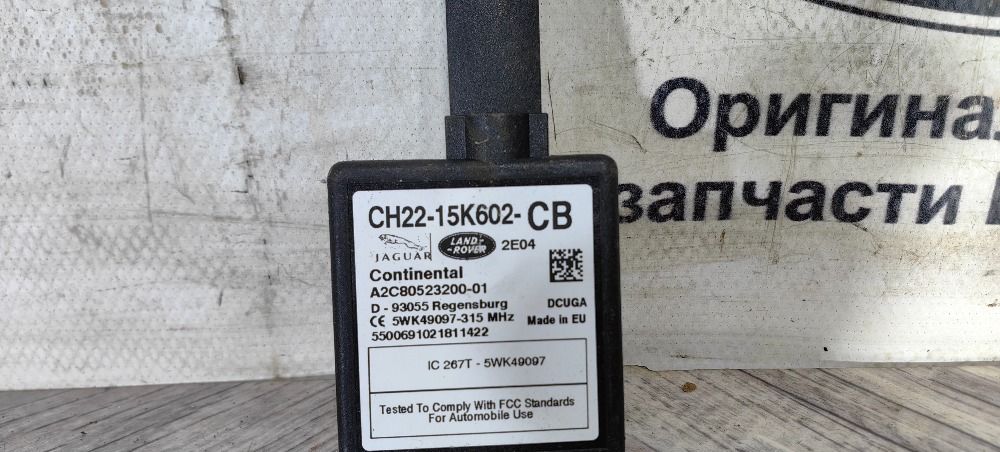 Оригина
запчасти
CH22-15K602-CB
JAGUAR
LAND-
-ROVER
2E04
Continental
A2C80523200-01
D - 93055 Regensburg
DCUGA
CE 5WK49097-315 MHz
Made in EU
5500691021811422
IC 267T - 5WK49097
Tested To Comply With FCC Standards
For Automobile Use